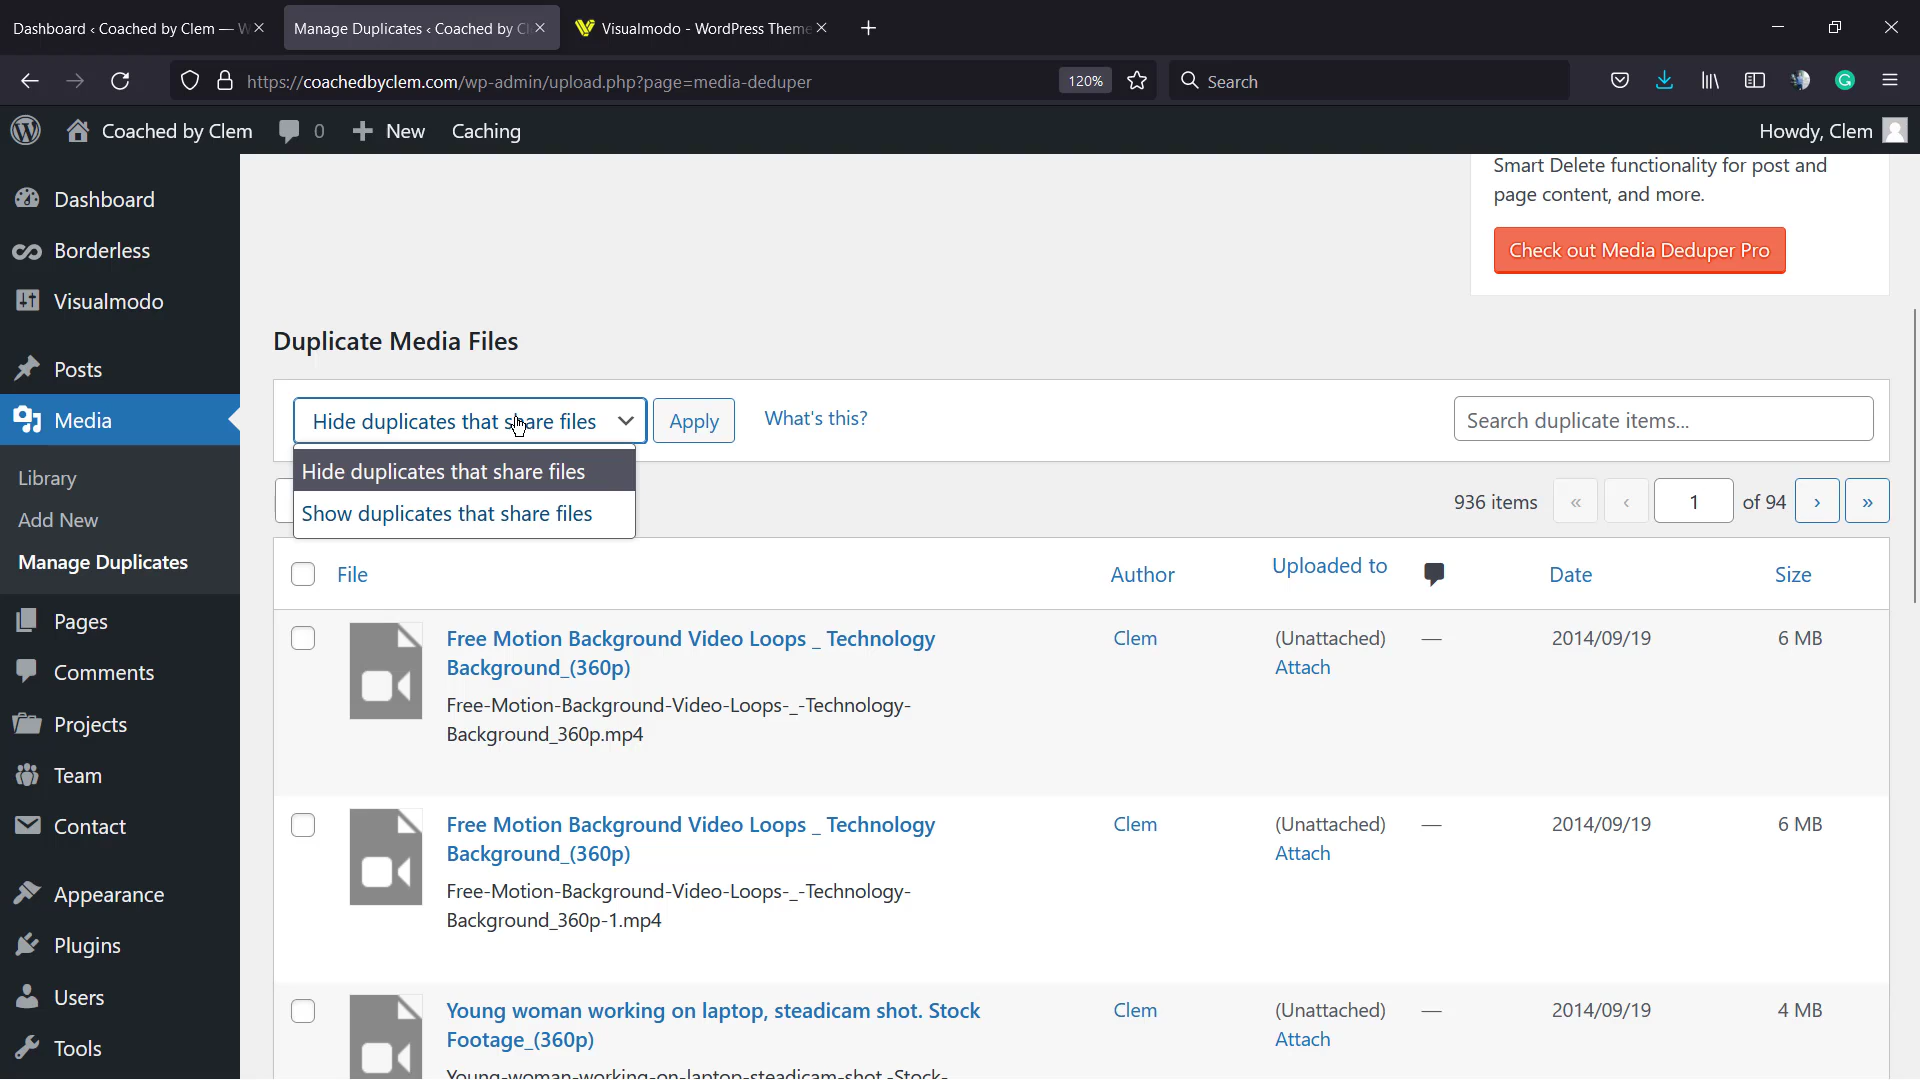 Dashboard ‹ Coached by Clem — W
Manage Duplicates ‹ Coached by Cl
Visualmodo - WordPress Theme
https://coachedbyclem.com/wp-admin/upload.php?page=media-deduper
120%
Search
Coached by Clem
0
New
Caching
Howdy, Clem
Dashboard
Borderless
Visualmodo
Posts
Media
Library
Add New
Manage Duplicates
Pages
Comments
Projects
Team
Contact
Appearance
Plugins
Users
Tools
Smart Delete functionality for post and
page content, and more.
Check out Media Deduper Pro
Duplicate Media Files
Hide duplicates that share files
Apply
What's this?
Search duplicate items...
Hide duplicates that share files
Show duplicates that share files
936 items « ‹ 1 of 94 › »
File Author Uploaded to Date Size
Free Motion Background Video Loops _ Technology
Background_(360p)
Free-Motion-Background-Video-Loops-_-Technology-
Background_360p.mp4
Clem
(Unattached)
Attach
—
2014/09/19
6 MB
Free Motion Background Video Loops _ Technology
Background_(360p)
Free-Motion-Background-Video-Loops-_-Technology-
Background_360p-1.mp4
Clem
(Unattached)
Attach
—
2014/09/19
6 MB
Young woman working on laptop, steadicam shot. Stock
Footage_(360p)
Young-woman-working-on-laptop-steadicam-shot.-Stock-
Clem
(Unattached)
Attach
—
2014/09/19
4 MB